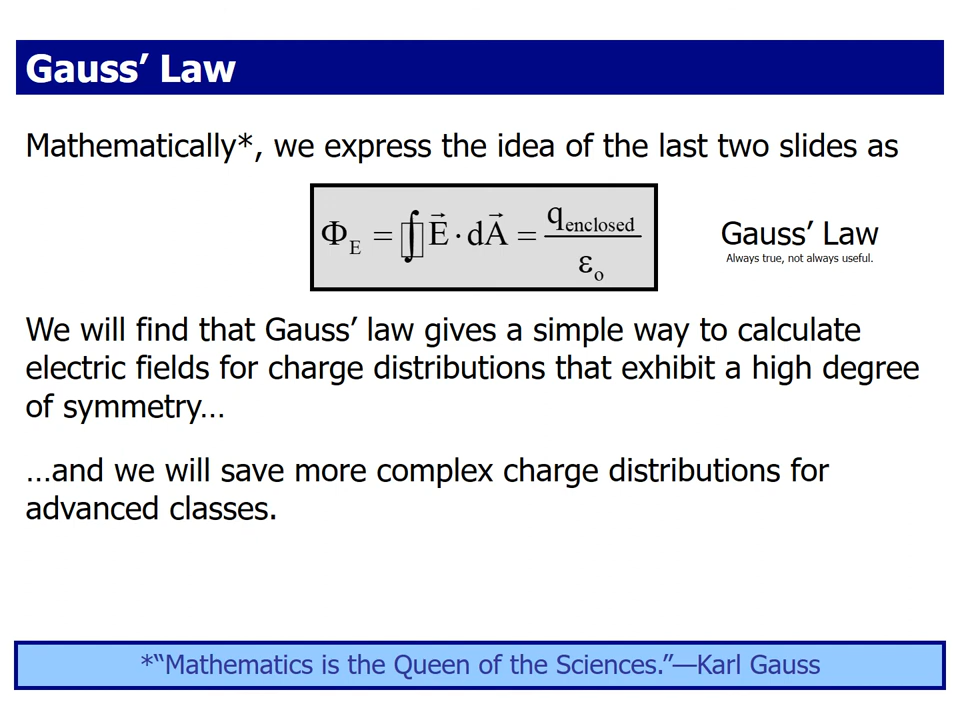 Gauss’ Law
Mathematically*, we express the idea of the last two slides as
Φ_E = ∮ E⃗ · dA⃗ = q_enclosed / ε_o
Gauss’ Law
Always true, not always useful.
We will find that Gauss’ law gives a simple way to calculate
electric fields for charge distributions that exhibit a high degree
of symmetry…
…and we will save more complex charge distributions for
advanced classes.
*“Mathematics is the Queen of the Sciences.”—Karl Gauss